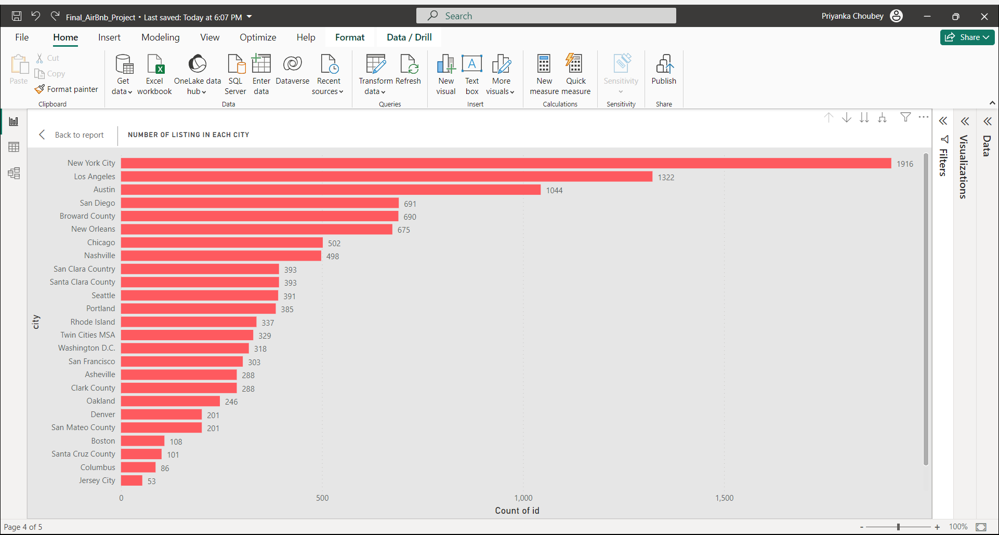 Final_AirBnb_Project • Last saved: Today at 6:07 PM
Search
Priyanka Choubey
File Home Insert Modeling View Optimize Help Format Data / Drill
Share
Paste
Cut
Copy
Format painter
Clipboard
Get data
Excel workbook
OneLake data hub
SQL Server
Enter data
Dataverse
Recent sources
Data
Transform data
Refresh
Queries
New visual
Text box
More visuals
Insert
New measure
Quick measure
Calculations
Sensitivity
Sensitivity
Publish
Share
Back to report
NUMBER OF LISTING IN EACH CITY
New York City 1916
Los Angeles 1322
Austin 1044
San Diego 691
Broward County 690
New Orleans 675
Chicago 502
Nashville 498
San Clara Country 393
Santa Clara County 393
Seattle 391
Portland 385
Rhode Island 337
Twin Cities MSA 329
Washington D.C. 318
San Francisco 303
Asheville 288
Clark County 288
Oakland 246
Denver 201
San Mateo County 201
Boston 108
Santa Cruz County 101
Columbus 86
Jersey City 53
city
0 500 1,000 1,500
Count of id
Filters
Visualizations
Data
Page 4 of 5
- + 100%